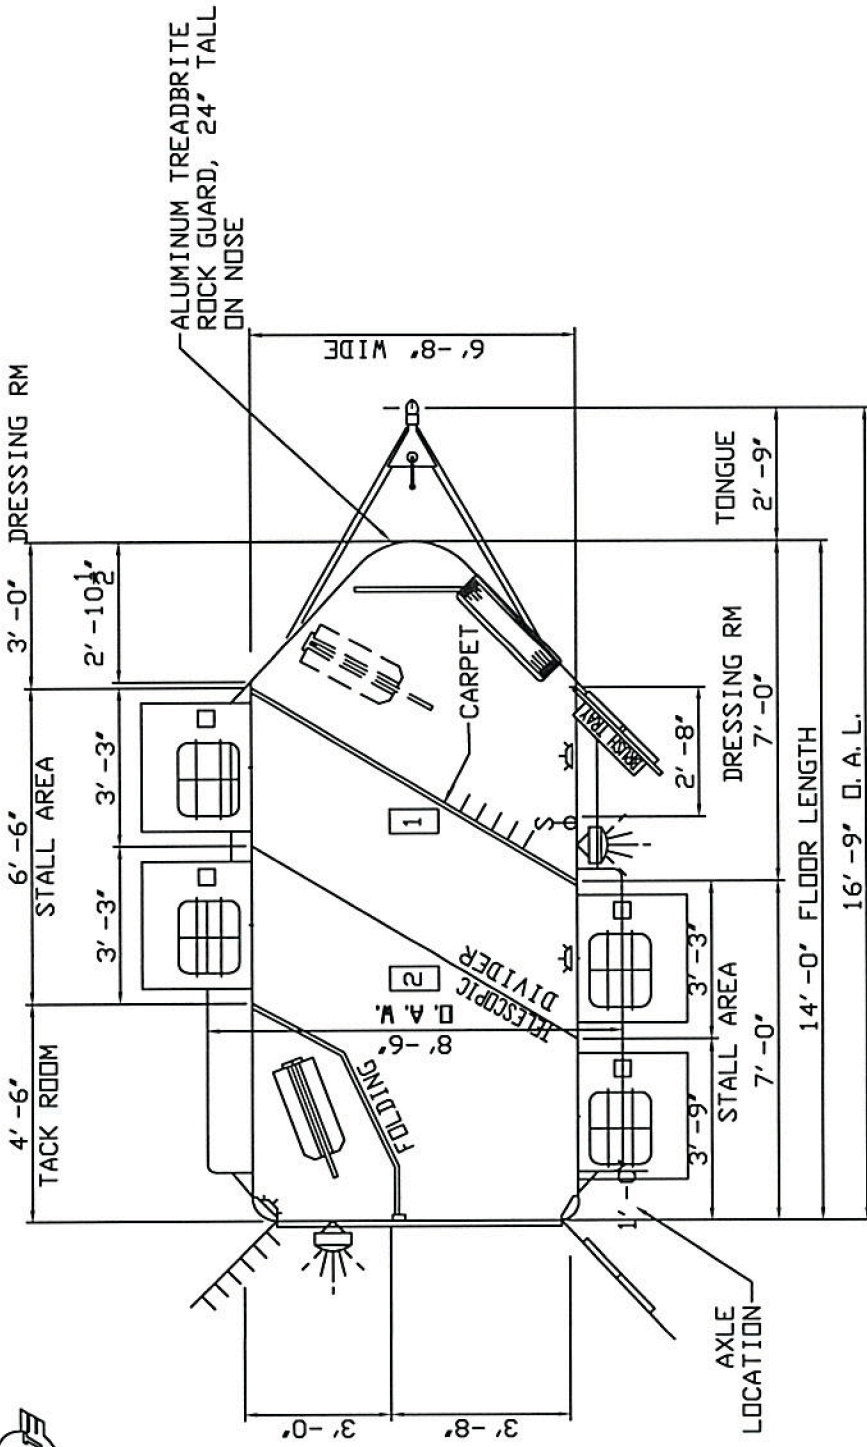 ALUMINUM TREADBRITE
ROCK GUARD, 24" TALL
ON NOSE
3'-0" DRESSING RM
2'-10½"
6'-6"
STALL AREA
3'-3"
3'-3"
4'-6"
TACK ROOM
6'-8" WIDE
CARPET
BRUSH TRAY
1
2
TELESCOPIC
DIVIDER
8'-6"
O.A.W.
FOLDING
TONGUE
2'-9"
2'-8"
DRESSING RM
7'-0"
3'-3"
3'-9"
STALL AREA
7'-0"
14'-0" FLOOR LENGTH
16'-9" O.A.L.
3'-0"
3'-8"
AXLE
LOCATION